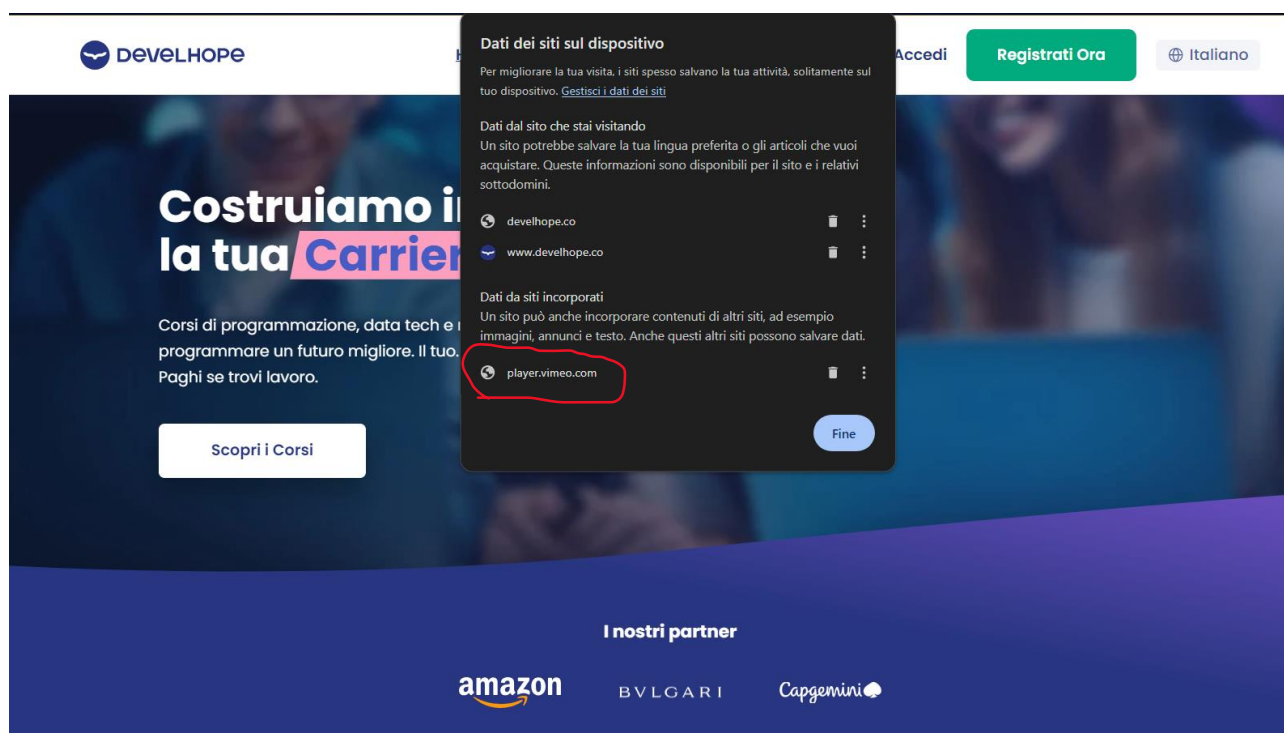 DEVELHOPE
Accedi
Registrati Ora
Italiano
Costruiamo
la tua
Corsi di programmazione, data tech e
programmare un futuro migliore. Il tuo.
Paghi se trovi lavoro.
Scopri i Corsi
Dati dei siti sul dispositivo
Per migliorare la tua visita, i siti spesso salvano la tua attività, solitamente sul
tuo dispositivo. Gestisci i dati dei siti
Dati dal sito che stai visitando
Un sito potrebbe salvare la tua lingua preferita o gli articoli che vuoi
acquistare. Queste informazioni sono disponibili per il sito e i relativi
sottodomini.
develhope.co
www.develhope.co
Dati da siti incorporati
Un sito può anche incorporare contenuti di altri siti, ad esempio
immagini, annunci e testo. Anche questi altri siti possono salvare dati.
player.vimeo.com
Fine
I nostri partner
amazon
BVLGARI
Capgemini